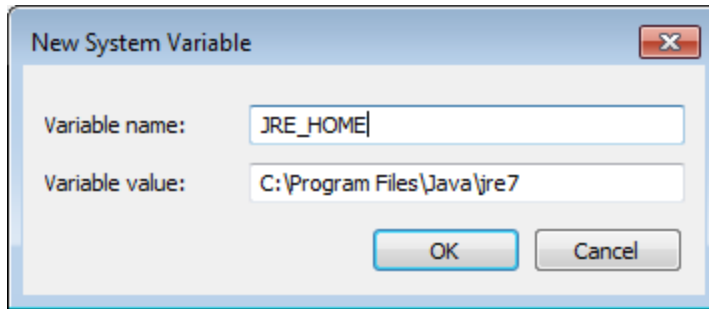 New System Variable
Variable name: JRE_HOME
Variable value: C:\Program Files\Java\jre7
OK Cancel